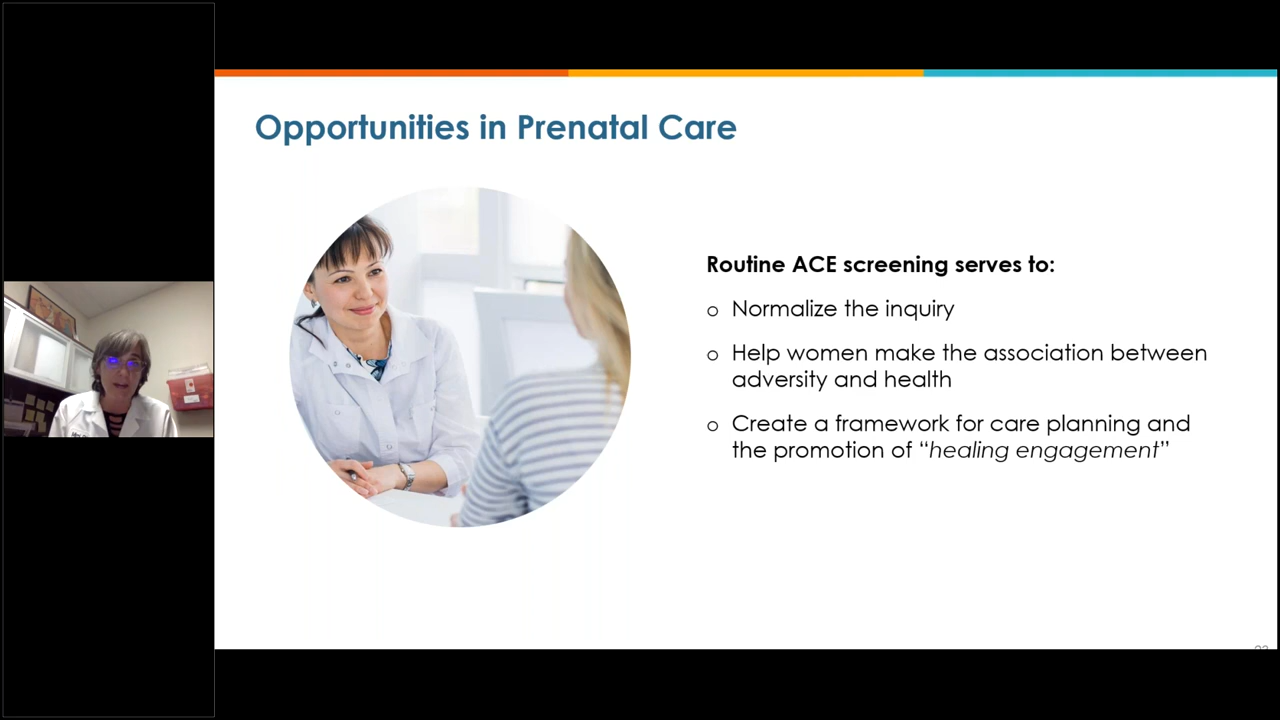 Opportunities in Prenatal Care
Routine ACE screening serves to:
o Normalize the inquiry
o Help women make the association between
adversity and health
o Create a framework for care planning and
the promotion of “healing engagement”